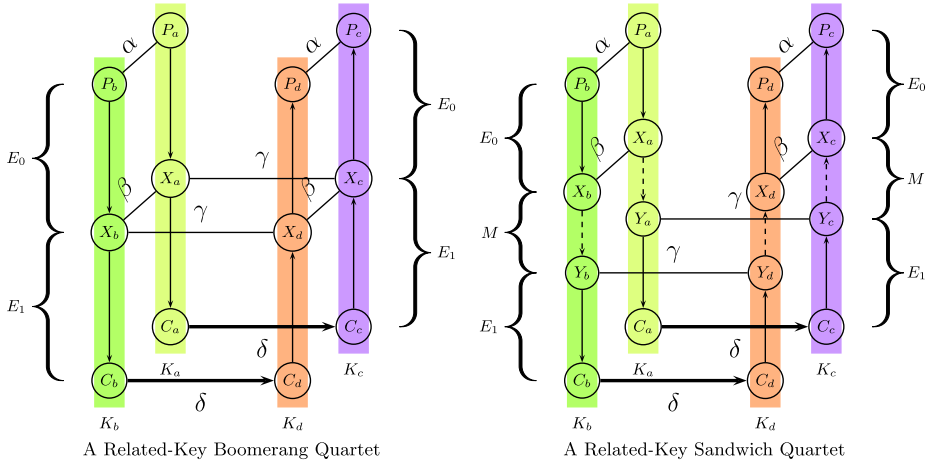 P_a
P_c
P_a
P_c
α
α
α
α
P_b
P_d
P_b
P_d
E_0
E_0
E_0
X_a
X_c
E_0
β
β
γ
X_a
X_c
X_b
X_d
M
β
β
γ
γ
Y_a
Y_c
X_b
X_d
M
E_1
γ
Y_b
Y_d
E_1
E_1
E_1
C_a
C_c
C_a
C_c
δ
δ
K_a
K_c
K_a
K_c
C_b
C_d
C_b
C_d
δ
δ
K_b
K_d
K_b
K_d
A Related-Key Boomerang Quartet
A Related-Key Sandwich Quartet